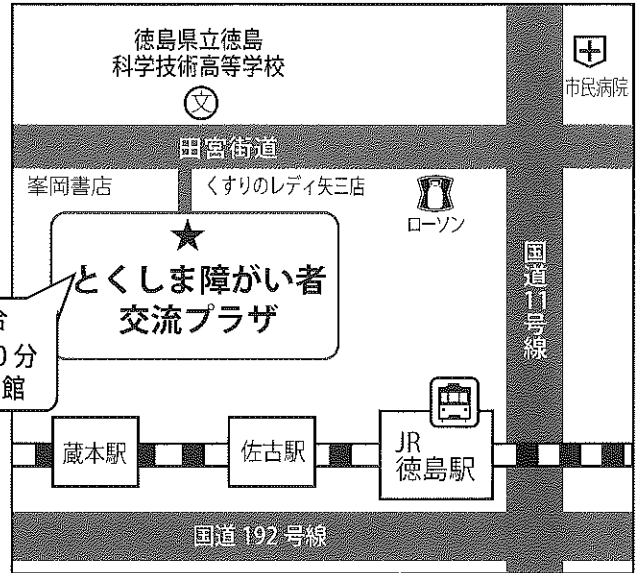 徳島県立徳島
科学技術高等学校
文
市民病院
田宮街道
峯岡書店
くすりのレディ矢三店
ローソン
★
とくしま障がい者
交流プラザ
国道11号線
合
0分
館
蔵本駅
佐古駅
JR
徳島駅
国道192号線